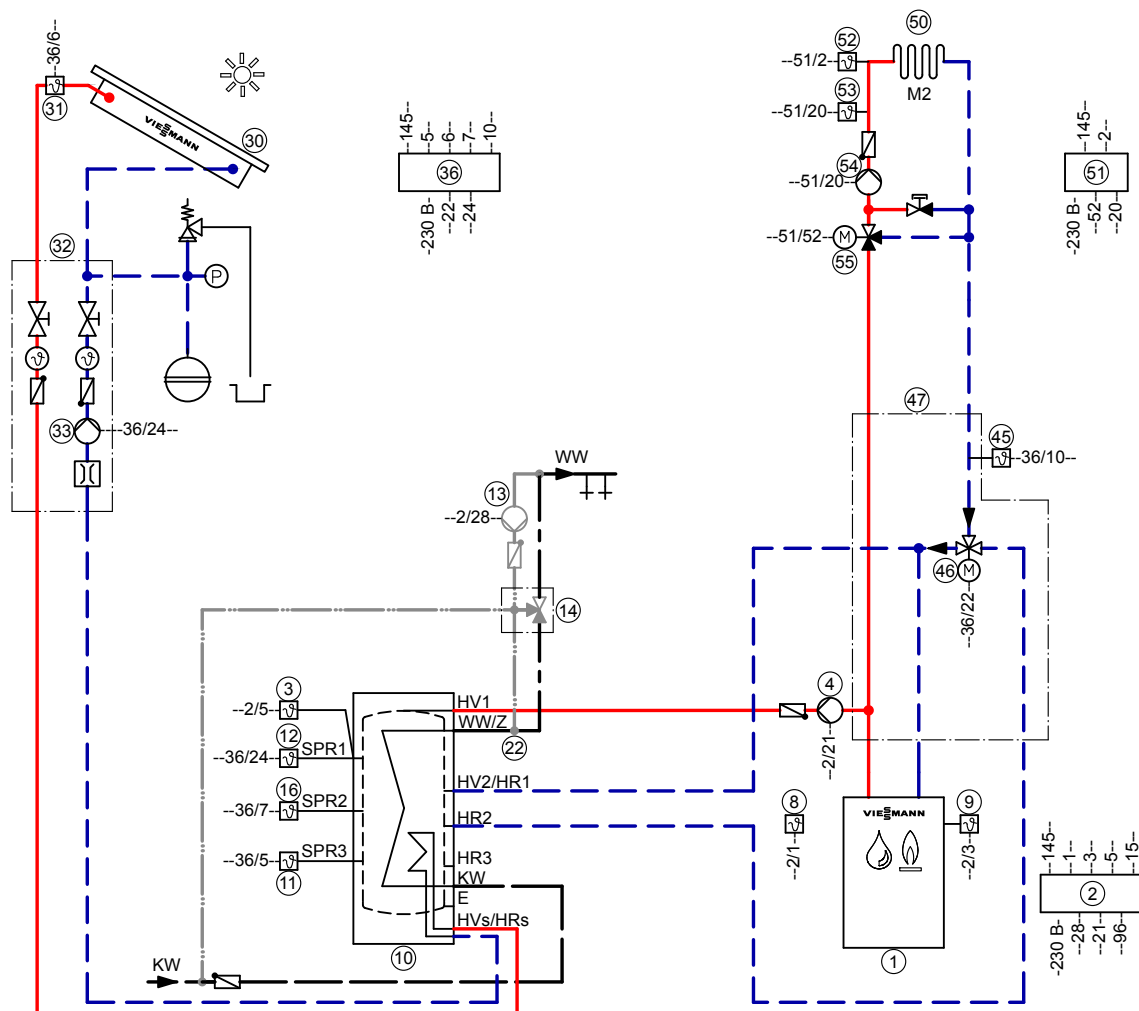 --36/6--
31
VIESSMANN
30
--145--
--5--
--6--
--7--
--10--
36
--230 В--
--22--
--24--
52
--51/2--
50
M2
53
--51/20--
54
--51/20--
--51/52--
M
55
--145--
--2--
51
--230 В--
--52--
--20--
32
P
33
--36/24--
47
45
--36/10--
46
M
--36/22--
WW
13
--2/28--
14
3
--2/5--
12
--36/24--
SPR1
16
--36/7--
SPR2
--36/5--
SPR3
11
HV1
WW/Z
22
HV2/HR1
HR2
HR3
KW
E
HVs/HRs
10
KW
4
--2/21--
8
--2/1--
VIESSMANN
9
--2/3--
1
--145--
--1--
--3--
--5--
--15--
2
--230 В--
--28--
--21--
--96--